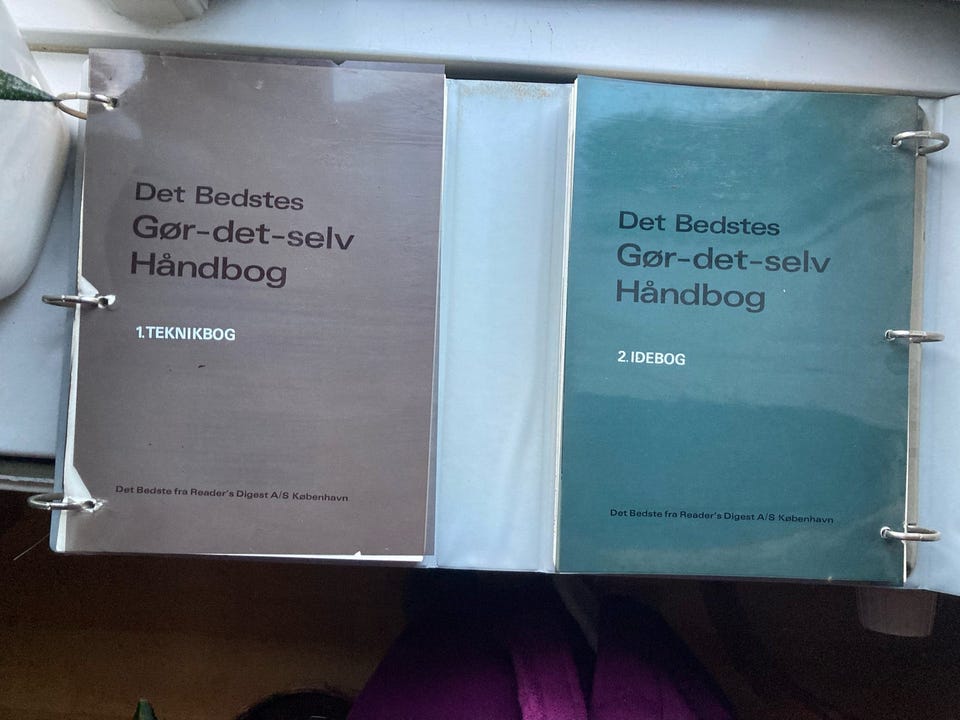 Det Bedstes
Gør-det-selv
Håndbog
1.TEKNIKBOG
Det Bedste fra Reader's Digest A/S København
Det Bedstes
Gør-det-selv
Håndbog
2.IDEBOG
Det Bedste fra Reader's Digest A/S København